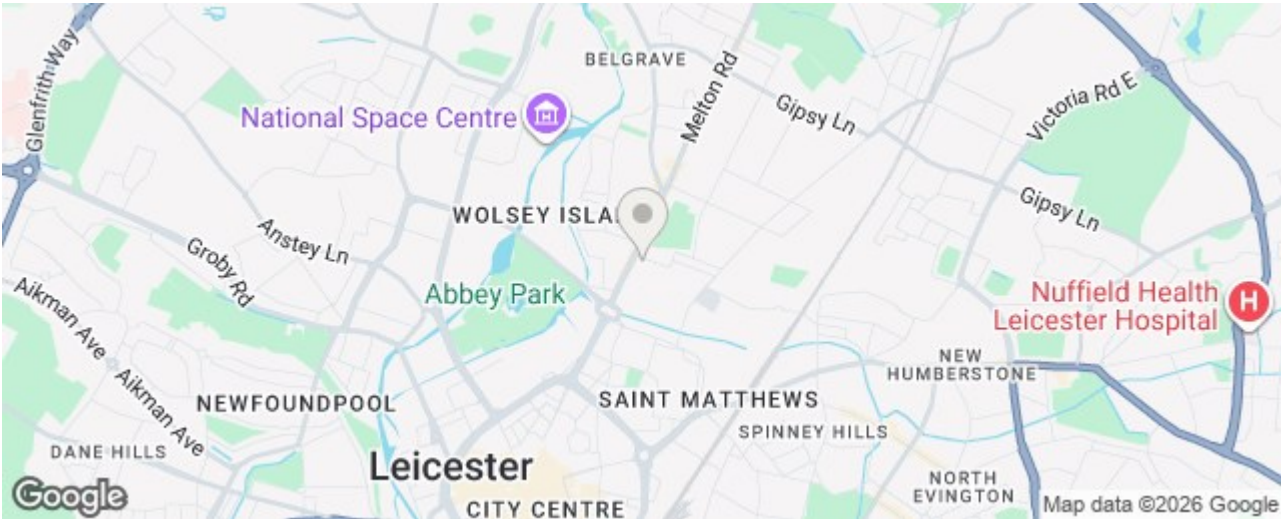 Glenfrith Way
BELGRAVE
Melton Rd
Gipsy Ln
Victoria Rd E
National Space Centre
Gipsy Ln
WOLSEY ISLA
Anstey Ln
Groby Rd
Abbey Park
Aikman Ave
Nuffield Health
Leicester Hospital
H
NEW
HUMBERSTONE
Aikman Ave
NEWFOUNDPOOL
SAINT MATTHEWS
SPINNEY HILLS
DANE HILLS
Leicester
CITY CENTRE
NORTH
EVINGTON
Google
Map data ©2026 Google